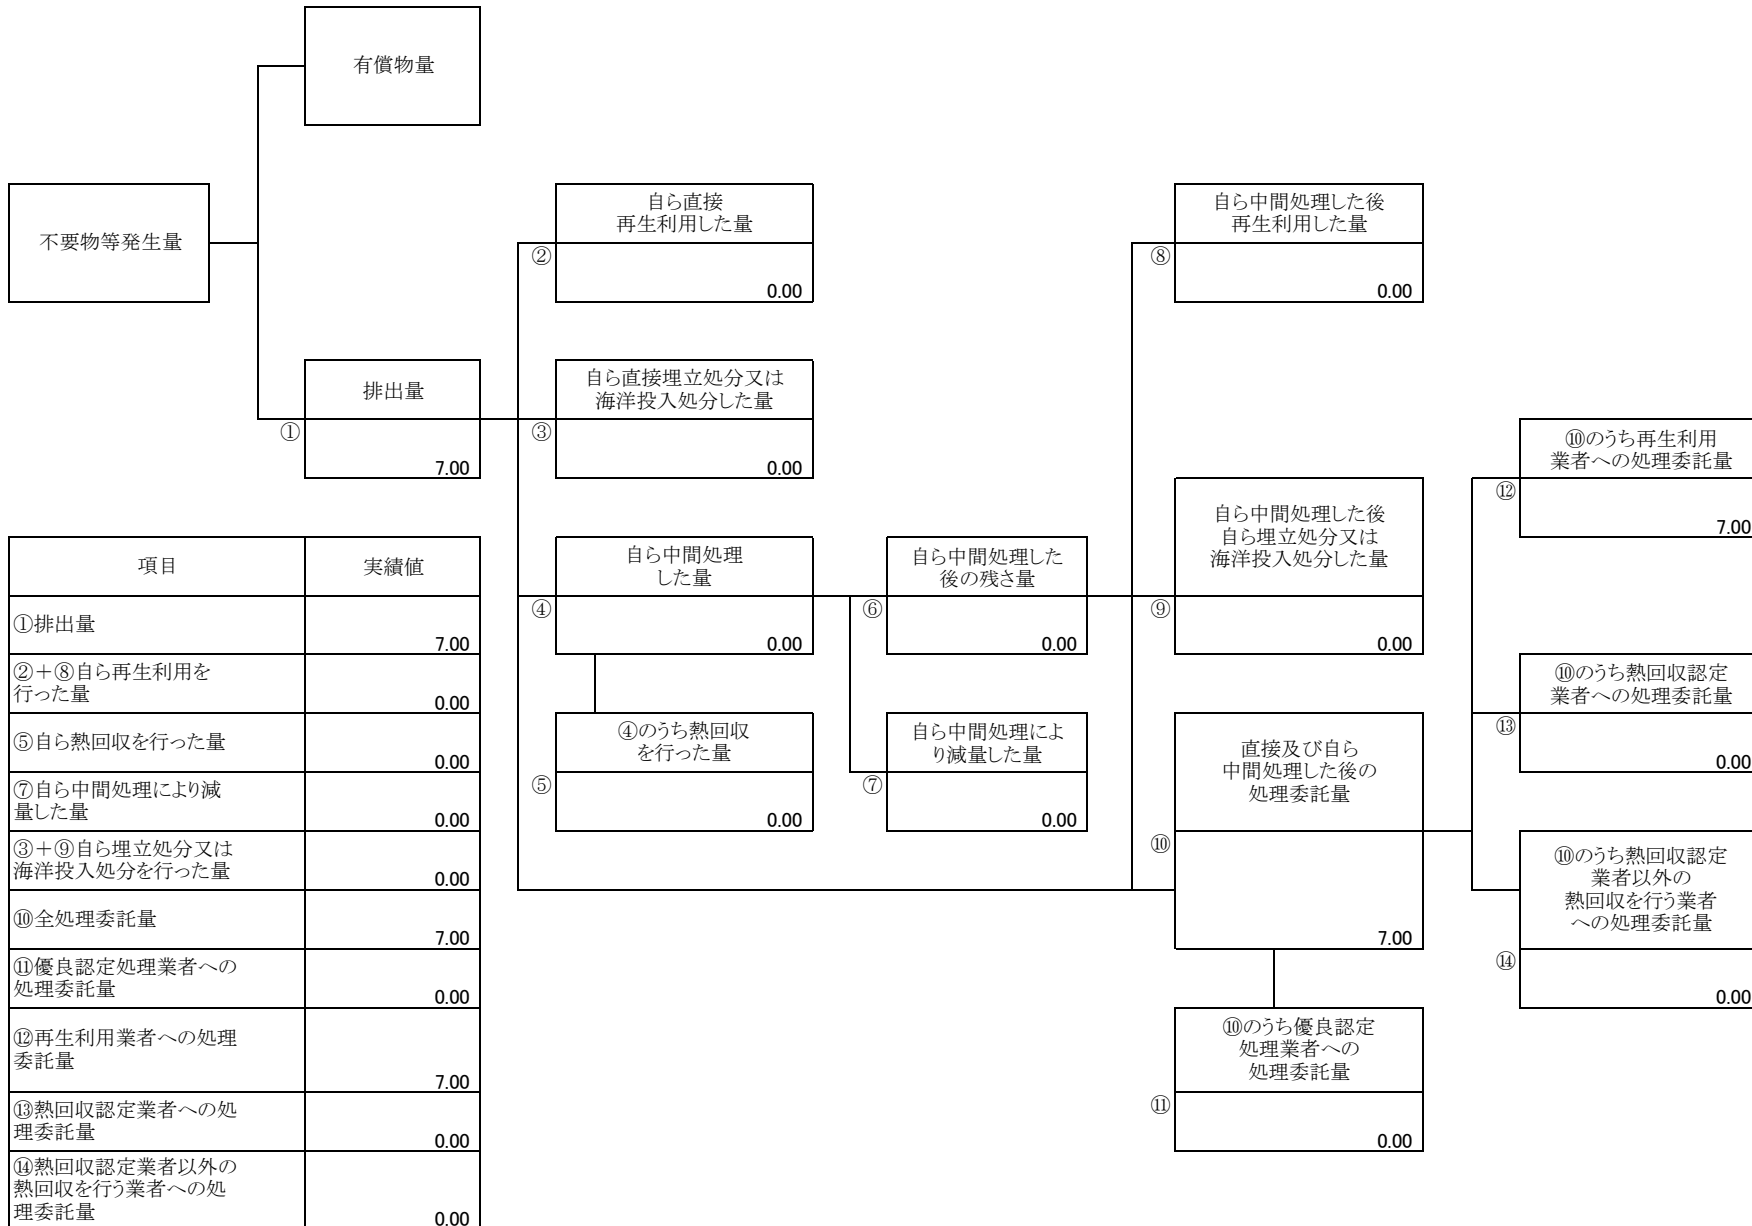 有償物量
不要物等発生量
自ら直接
再生利用した量
②
0.00
自ら中間処理した後
再生利用した量
⑧
0.00
排出量
①
7.00
自ら直接埋立処分又は
海洋投入処分した量
③
0.00
⑩のうち再生利用
業者への処理委託量
⑫
7.00
自ら中間処理
した量
④
0.00
自ら中間処理した
後の残さ量
⑥
0.00
自ら中間処理した後
自ら埋立処分又は
海洋投入処分した量
⑨
0.00
⑩のうち熱回収認定
業者への処理委託量
⑬
0.00
④のうち熱回収
を行った量
⑤
0.00
自ら中間処理によ
り減量した量
⑦
0.00
直接及び自ら
中間処理した後の
処理委託量
⑩
7.00
⑩のうち熱回収認定
業者以外の
熱回収を行う業者
への処理委託量
⑭
0.00
⑩のうち優良認定
処理業者への
処理委託量
⑪
0.00
項目 実績値
①排出量
7.00
②+⑧自ら再生利用を
行った量
0.00
⑤自ら熱回収を行った量
0.00
⑦自ら中間処理により減
量した量
0.00
③+⑨自ら埋立処分又は
海洋投入処分を行った量
0.00
⑩全処理委託量
7.00
⑪優良認定処理業者への
処理委託量
0.00
⑫再生利用業者への処理
委託量
7.00
⑬熱回収認定業者への処
理委託量
0.00
⑭熱回収認定業者以外の
熱回収を行う業者への処
理委託量
0.00